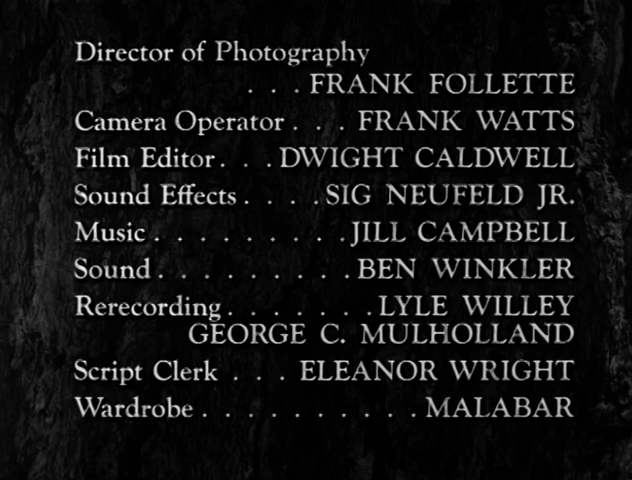 Director of Photography
. . . FRANK FOLLETTE
Camera Operator . . . FRANK WATTS
Film Editor . . . DWIGHT CALDWELL
Sound Effects . . . . SIG NEUFELD JR.
Music . . . . . . . . . JILL CAMPBELL
Sound . . . . . . . . . BEN WINKLER
Rerecording . . . . . . . LYLE WILLEY
GEORGE C. MULHOLLAND
Script Clerk . . . ELEANOR WRIGHT
Wardrobe . . . . . . . . . . MALABAR